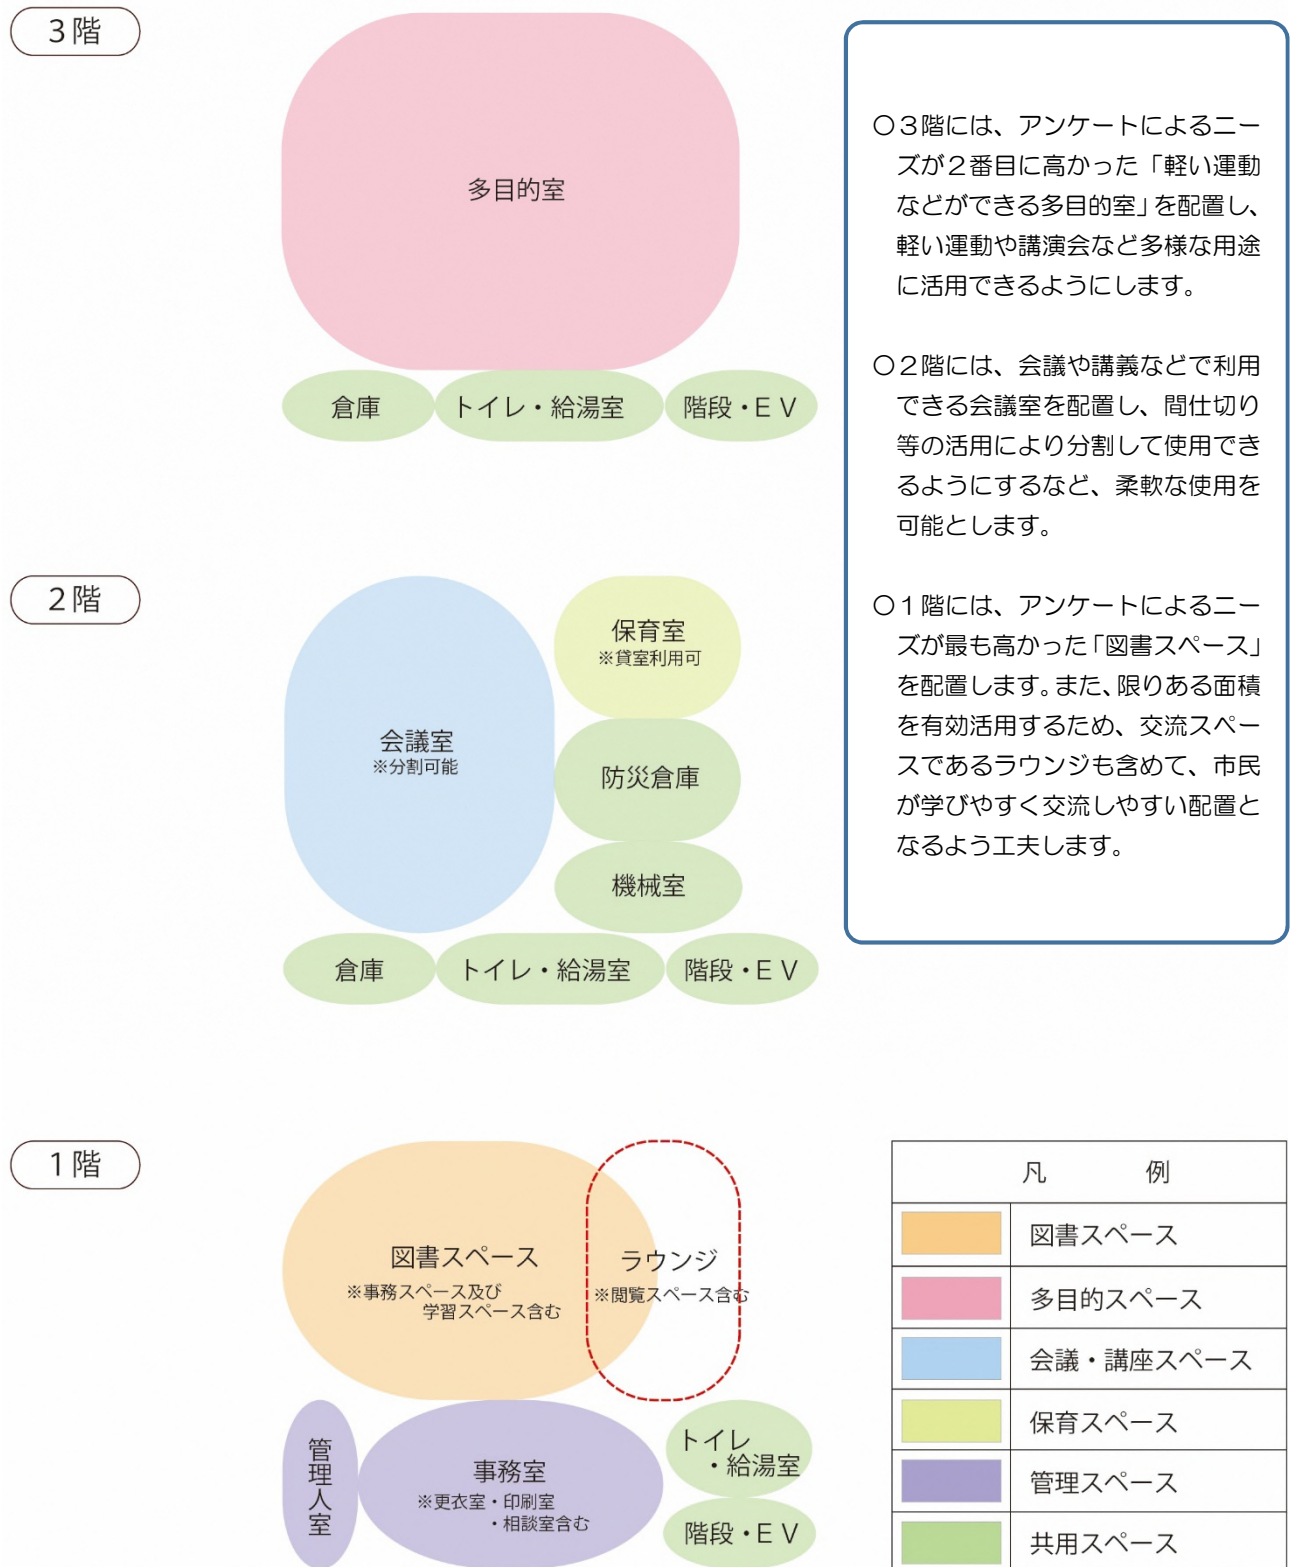 3階
多目的室
倉庫
トイレ・給湯室
階段・EV
〇3階には、アンケートによるニー
ズが2番目に高かった「軽い運動
などができる多目的室」を配置し、
軽い運動や講演会など多様な用途
に活用できるようにします。
〇2階には、会議や講義などで利用
できる会議室を配置し、間仕切り
等の活用により分割して使用でき
るようにするなど、柔軟な使用を
可能とします。
〇1階には、アンケートによるニー
ズが最も高かった「図書スペース」
を配置します。また、限りある面積
を有効活用するため、交流スペー
スであるラウンジも含めて、市民
が学びやすく交流しやすい配置と
なるよう工夫します。
2階
会議室
※分割可能
保育室
※貸室利用可
防災倉庫
機械室
倉庫
トイレ・給湯室
階段・EV
1階
図書スペース
※事務スペース及び
学習スペース含む
ラウンジ
※閲覧スペース含む
管理人室
事務室
※更衣室・印刷室
・相談室含む
トイレ
・給湯室
階段・EV
凡 例
図書スペース
多目的スペース
会議・講座スペース
保育スペース
管理スペース
共用スペース